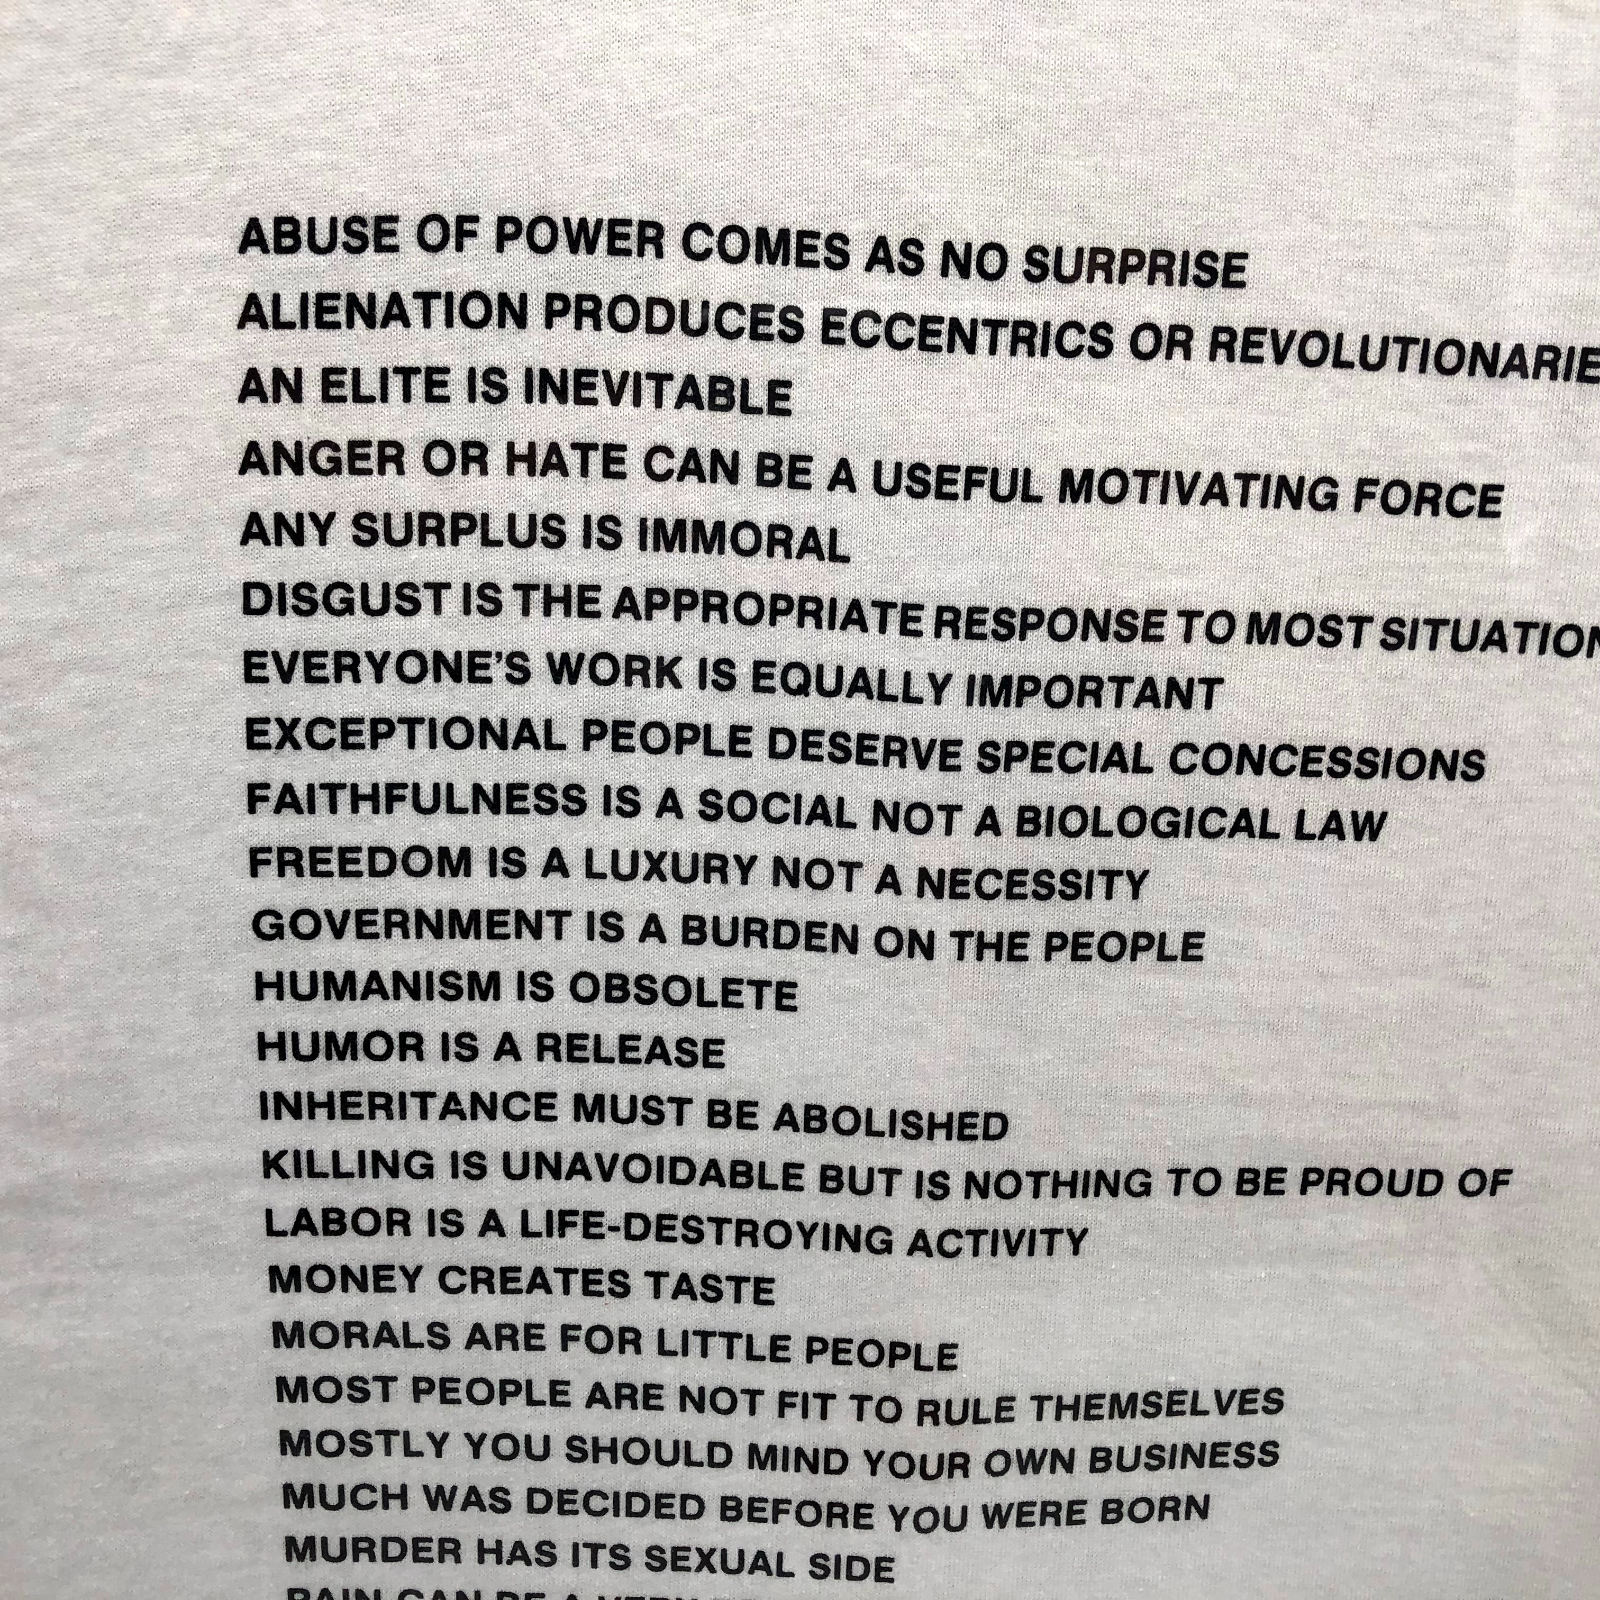 ABUSE OF POWER COMES AS NO SURPRISE
ALIENATION PRODUCES ECCENTRICS OR REVOLUTIONARIE
AN ELITE IS INEVITABLE
ANGER OR HATE CAN BE A USEFUL MOTIVATING FORCE
ANY SURPLUS IS IMMORAL
DISGUST IS THE APPROPRIATE RESPONSE TO MOST SITUATION
EVERYONE’S WORK IS EQUALLY IMPORTANT
EXCEPTIONAL PEOPLE DESERVE SPECIAL CONCESSIONS
FAITHFULNESS IS A SOCIAL NOT A BIOLOGICAL LAW
FREEDOM IS A LUXURY NOT A NECESSITY
GOVERNMENT IS A BURDEN ON THE PEOPLE
HUMANISM IS OBSOLETE
HUMOR IS A RELEASE
INHERITANCE MUST BE ABOLISHED
KILLING IS UNAVOIDABLE BUT IS NOTHING TO BE PROUD OF
LABOR IS A LIFE-DESTROYING ACTIVITY
MONEY CREATES TASTE
MORALS ARE FOR LITTLE PEOPLE
MOST PEOPLE ARE NOT FIT TO RULE THEMSELVES
MOSTLY YOU SHOULD MIND YOUR OWN BUSINESS
MUCH WAS DECIDED BEFORE YOU WERE BORN
MURDER HAS ITS SEXUAL SIDE
PAIN CAN BE A VERY